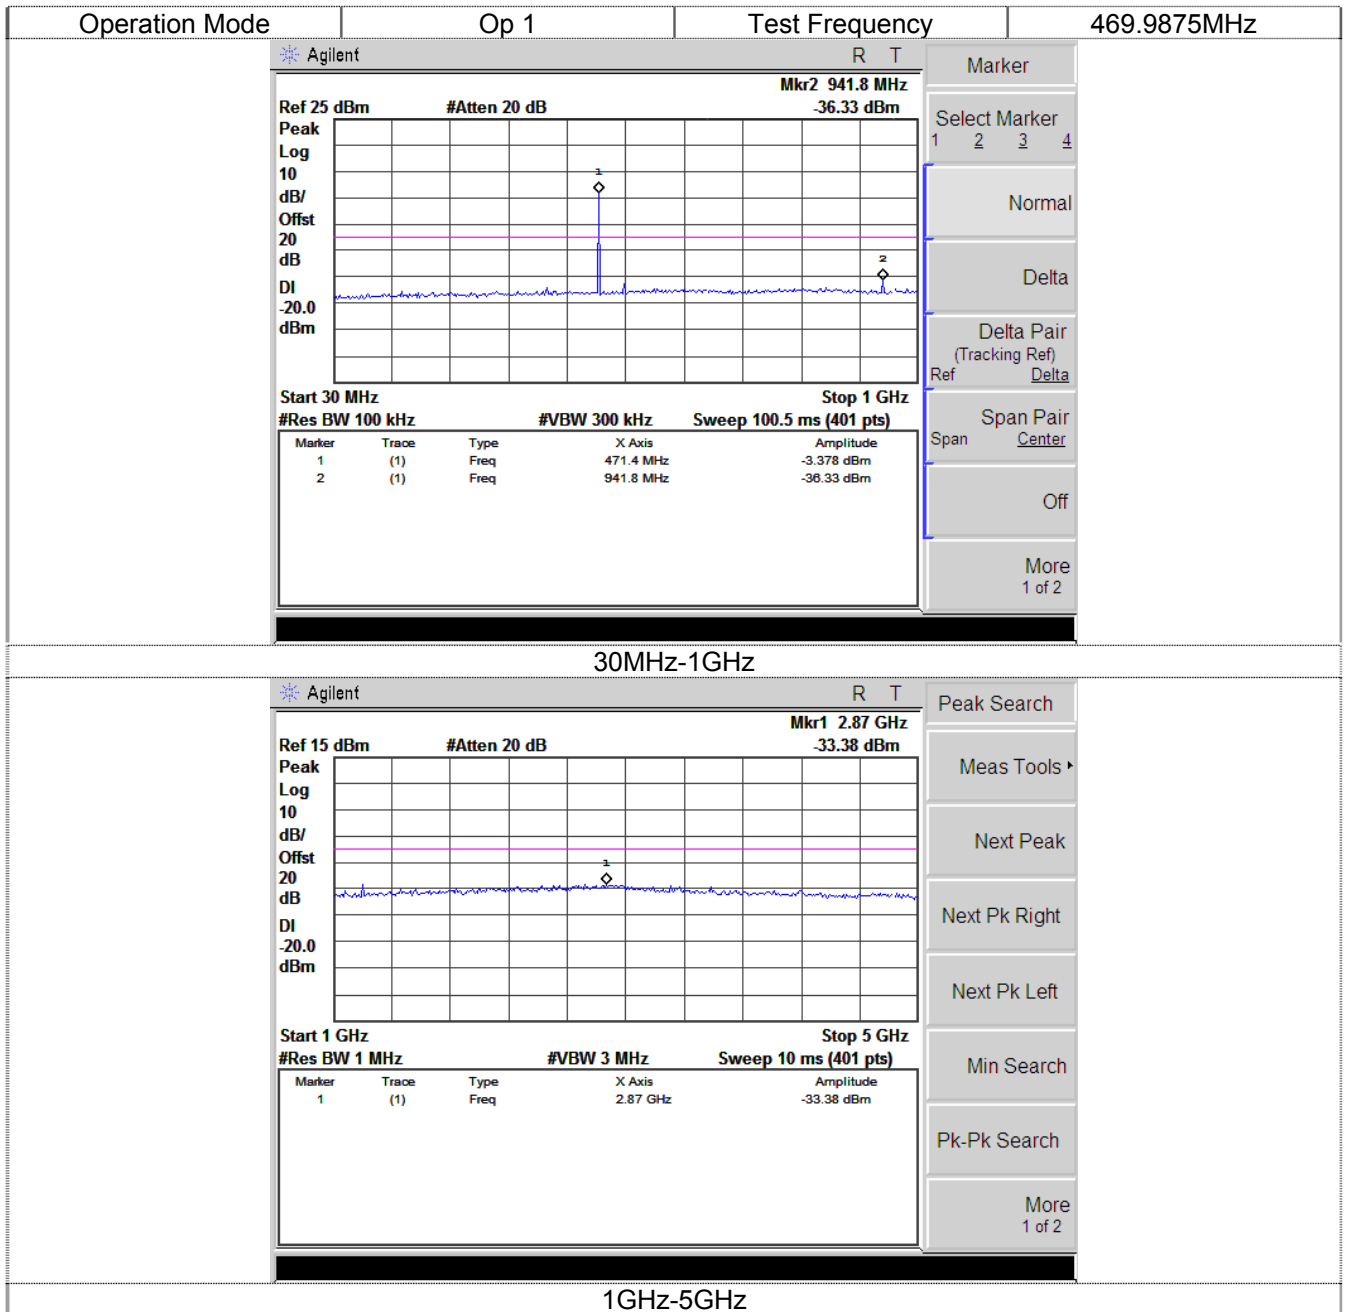 Operation Mode Op 1 Test Frequency 469.9875MHz
Agilent R T
Marker
Mkr2 941.8 MHz
Ref 25 dBm #Atten 20 dB -36.33 dBm
Peak
Log
10
dB/
Offst
20
dB
DI
-20.0
dBm
1
2
Start 30 MHz Stop 1 GHz
#Res BW 100 kHz #VBW 300 kHz Sweep 100.5 ms (401 pts)
Marker Trace Type X Axis Amplitude
1 (1) Freq 471.4 MHz -3.378 dBm
2 (1) Freq 941.8 MHz -36.33 dBm
Select Marker
1 2 3 4
Normal
Delta
Delta Pair
(Tracking Ref)
Ref Delta
Span Pair
Span Center
Off
More
1 of 2
30MHz-1GHz
Agilent R T
Peak Search
Mkr1 2.87 GHz
Ref 15 dBm #Atten 20 dB -33.38 dBm
Peak
Log
10
dB/
Offst
20
dB
DI
-20.0
dBm
1
Start 1 GHz Stop 5 GHz
#Res BW 1 MHz #VBW 3 MHz Sweep 10 ms (401 pts)
Marker Trace Type X Axis Amplitude
1 (1) Freq 2.87 GHz -33.38 dBm
Meas Tools
Next Peak
Next Pk Right
Next Pk Left
Min Search
Pk-Pk Search
More
1 of 2
1GHz-5GHz